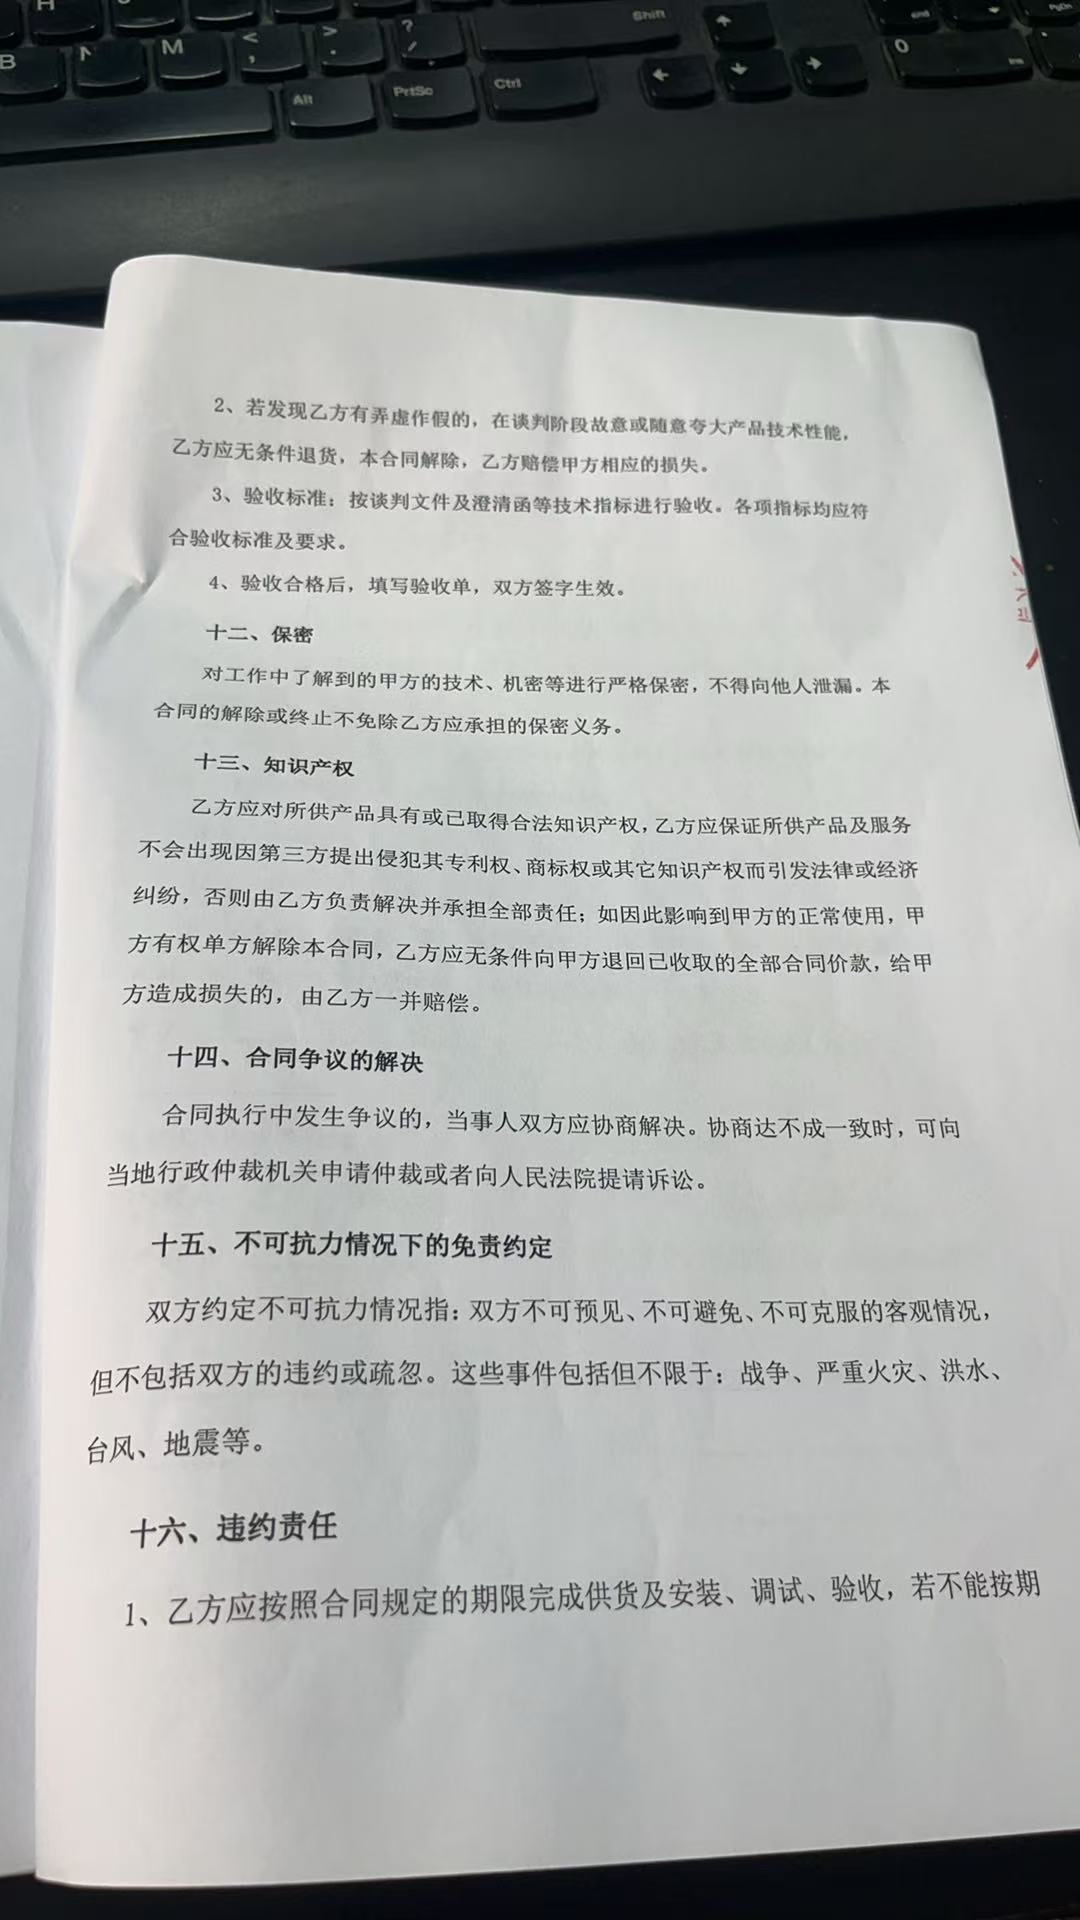 H
B
N
M
<
,
>
.
?
/
Shift
Alt
PrtSc
Ctrl
end
PgDn
0
Ins
2、若发现乙方有弄虚作假的，在谈判阶段故意或随意夸大产品技术性能，
乙方应无条件退货，本合同解除，乙方赔偿甲方相应的损失。
3、验收标准：按谈判文件及澄清函等技术指标进行验收。各项指标均应符
合验收标准及要求。
4、验收合格后，填写验收单，双方签字生效。
十二、保密
对工作中了解到的甲方的技术、机密等进行严格保密，不得向他人泄漏。本
合同的解除或终止不免除乙方应承担的保密义务。
十三、知识产权
乙方应对所供产品具有或已取得合法知识产权，乙方应保证所供产品及服务
不会出现因第三方提出侵犯其专利权、商标权或其它知识产权而引发法律或经济
纠纷，否则由乙方负责解决并承担全部责任；如因此影响到甲方的正常使用，甲
方有权单方解除本合同，乙方应无条件向甲方退回已收取的全部合同价款，给甲
方造成损失的，由乙方一并赔偿。
十四、合同争议的解决
合同执行中发生争议的，当事人双方应协商解决。协商达不成一致时，可向
当地行政仲裁机关申请仲裁或者向人民法院提请诉讼。
十五、不可抗力情况下的免责约定
双方约定不可抗力情况指：双方不可预见、不可避免、不可克服的客观情况，
但不包括双方的违约或疏忽。这些事件包括但不限于：战争、严重火灾、洪水、
台风、地震等。
十六、违约责任
1、乙方应按照合同规定的期限完成供货及安装、调试、验收，若不能按期